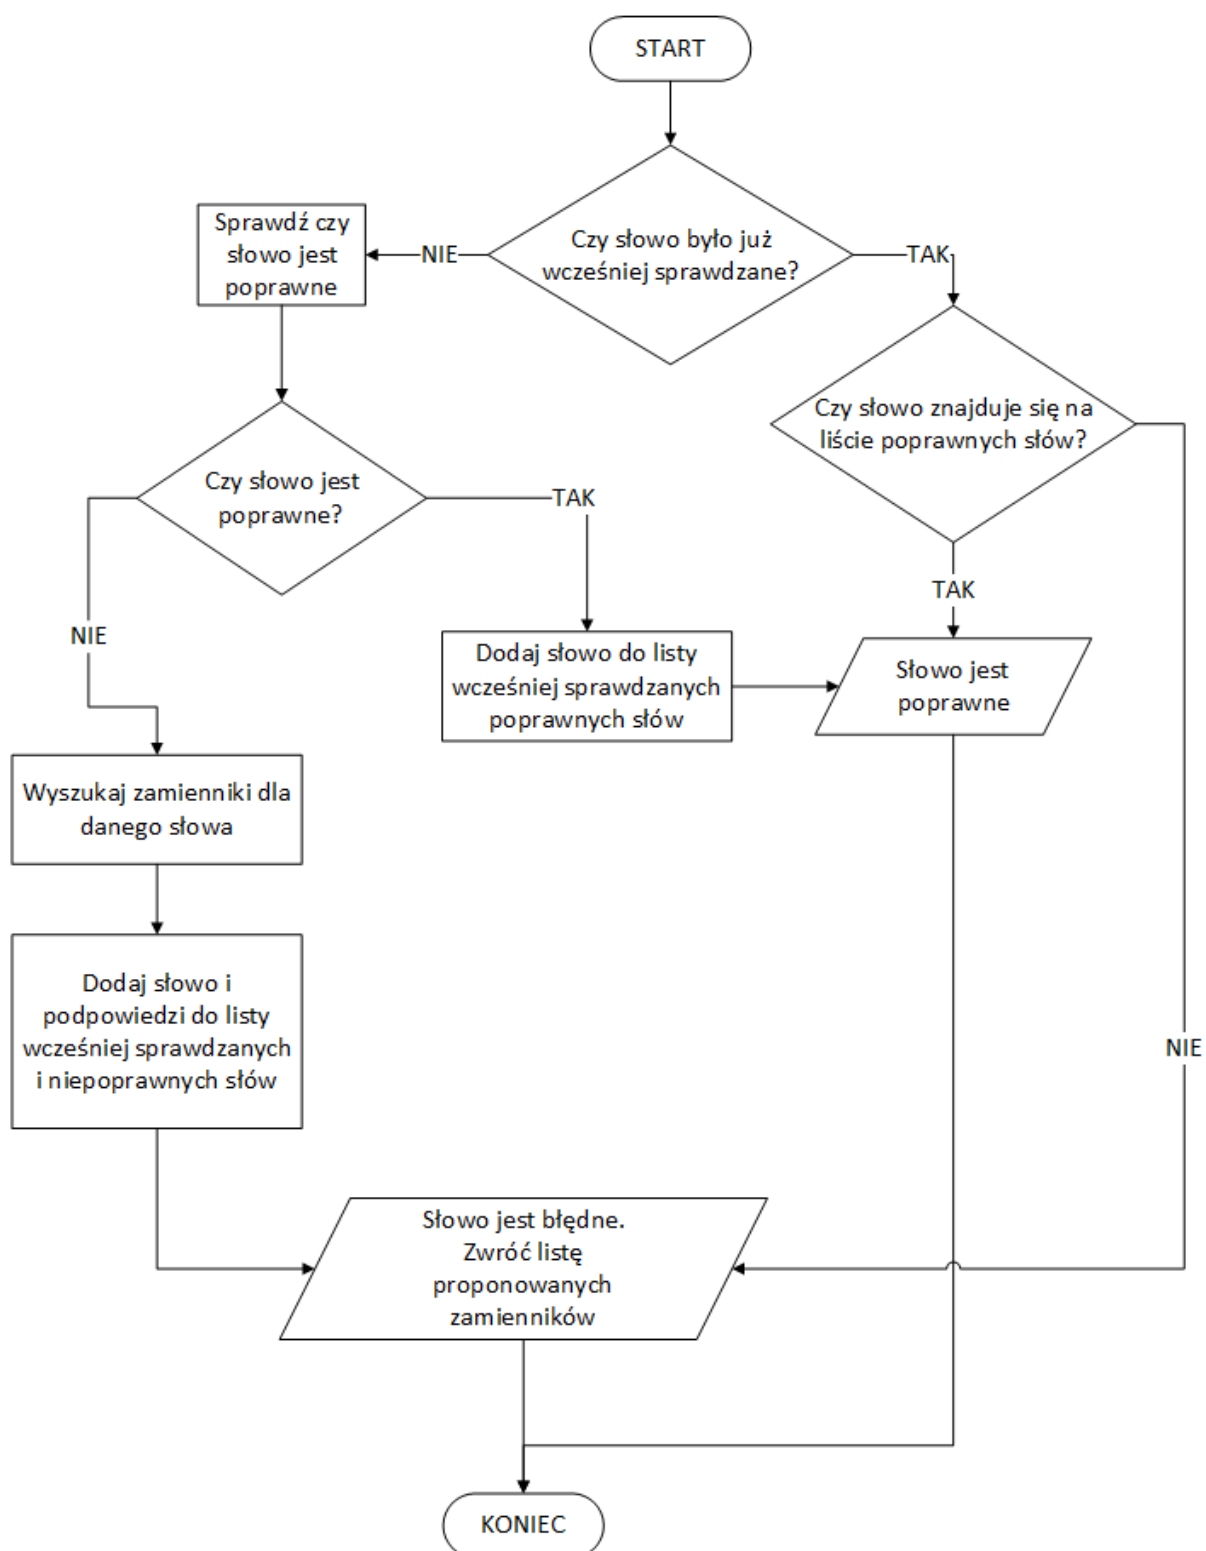 START
Czy słowo było już
wcześniej sprawdzane?
NIE
TAK
Sprawdź czy
słowo jest
poprawne
Czy słowo znajduje się na
liście poprawnych słów?
Czy słowo jest
poprawne?
TAK
TAK
NIE
Dodaj słowo do listy
wcześniej sprawdzanych
poprawnych słów
Słowo jest
poprawne
Wyszukaj zamienniki dla
danego słowa
Dodaj słowo i
podpowiedzi do listy
wcześniej sprawdzanych
i niepoprawnych słów
NIE
Słowo jest błędne.
Zwróć listę
proponowanych
zamienników
KONIEC